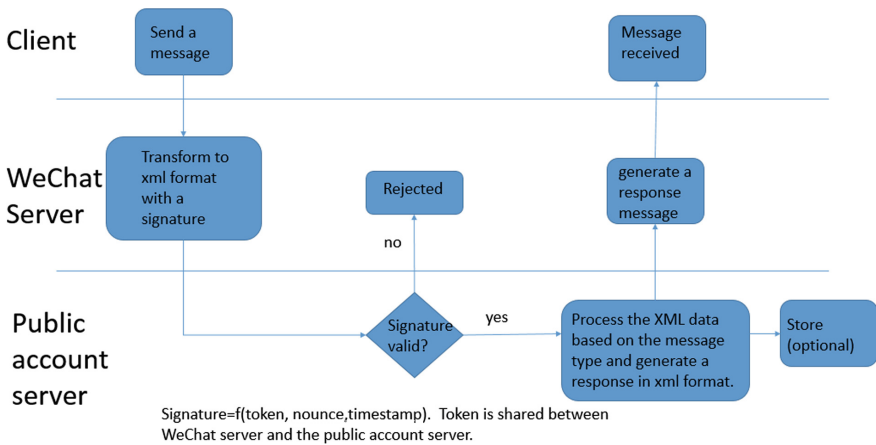 Client
Send a
message
Message
received
WeChat
Server
Transform to
xml format
with a
signature
Rejected
no
generate a
response
message
Public
account
server
Signature
valid?
yes
Process the XML data
based on the message
type and generate a
response in xml format.
Store
(optional)
Signature=f(token, nounce,timestamp).  Token is shared between
WeChat server and the public account server.